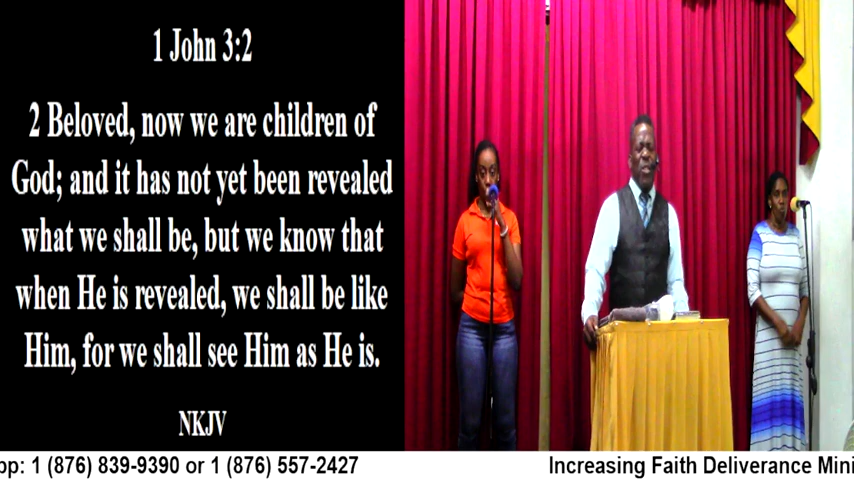 1 John 3:2
2 Beloved, now we are children of
God; and it has not yet been revealed
what we shall be, but we know that
when He is revealed, we shall be like
Him, for we shall see Him as He is.
NKJV
pp: 1 (876) 839-9390 or 1 (876) 557-2427
Increasing Faith Deliverance Mini